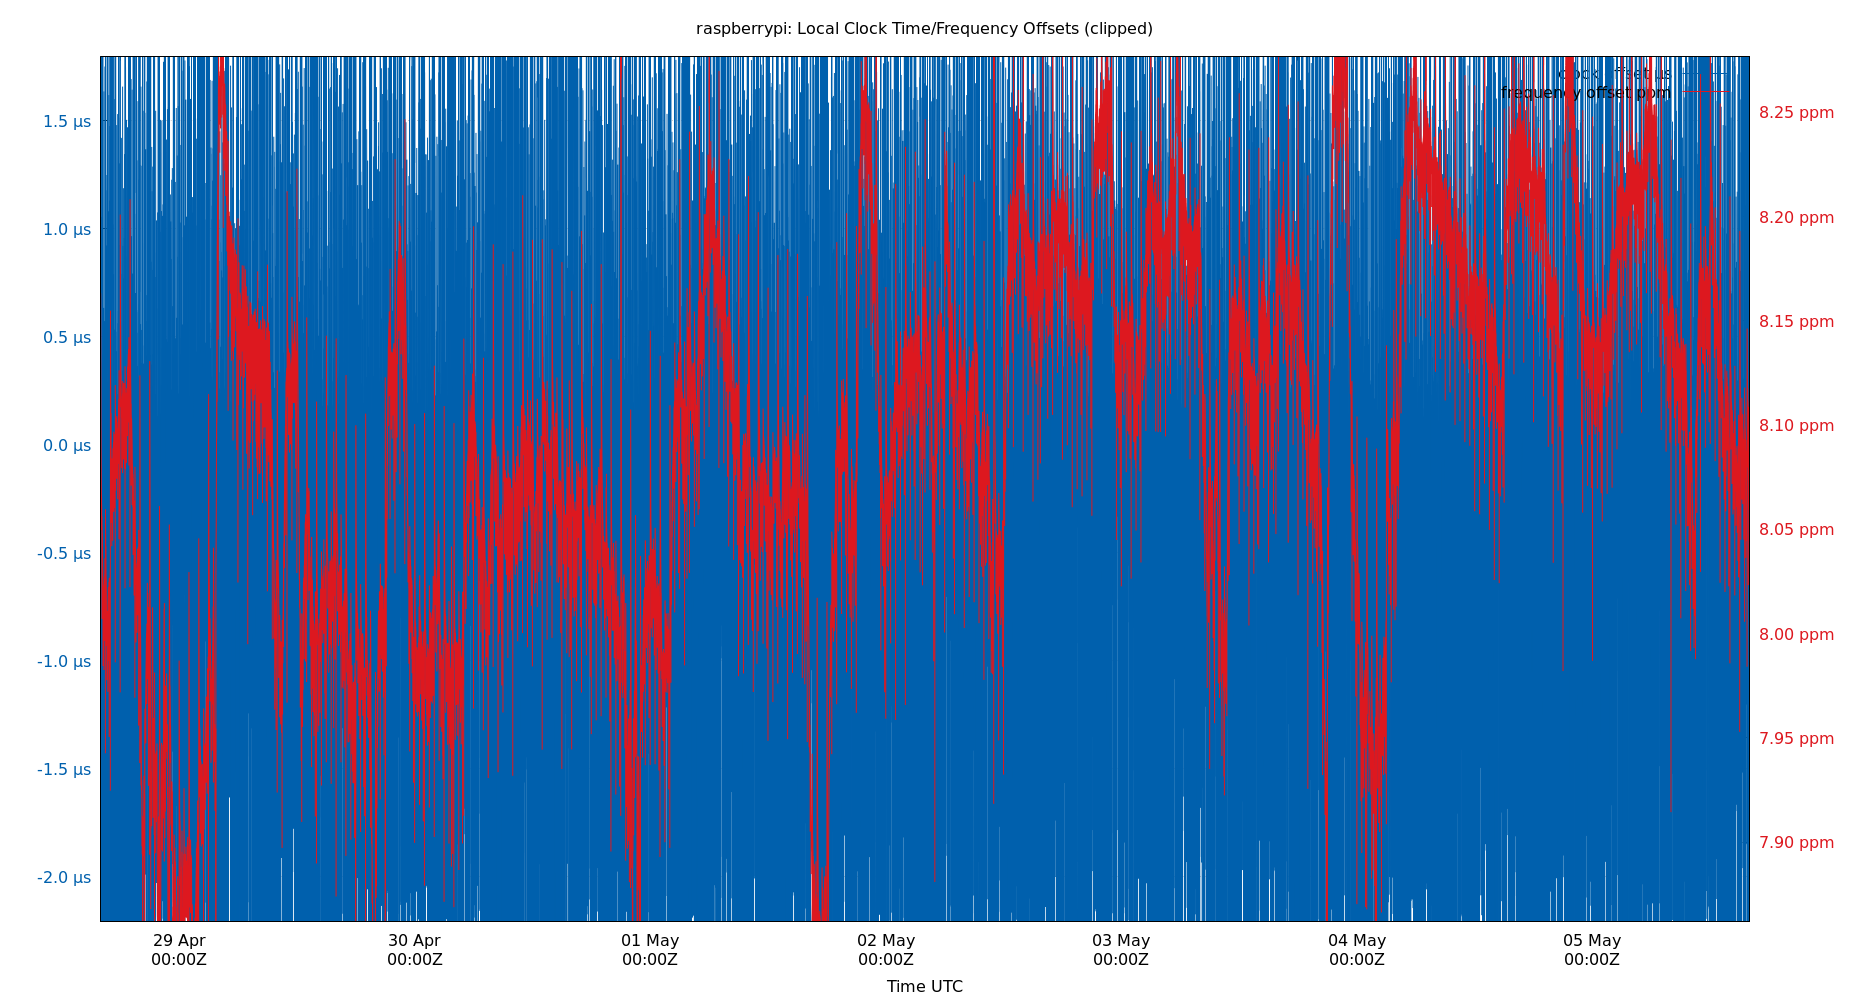 raspberrypi: Local Clock Time/Frequency Offsets (clipped)
clock offset µs
frequency offset ppm
1.5 µs
1.0 µs
0.5 µs
0.0 µs
-0.5 µs
-1.0 µs
-1.5 µs
-2.0 µs
8.25 ppm
8.20 ppm
8.15 ppm
8.10 ppm
8.05 ppm
8.00 ppm
7.95 ppm
7.90 ppm
29 Apr
00:00Z
30 Apr
00:00Z
01 May
00:00Z
02 May
00:00Z
03 May
00:00Z
04 May
00:00Z
05 May
00:00Z
Time UTC